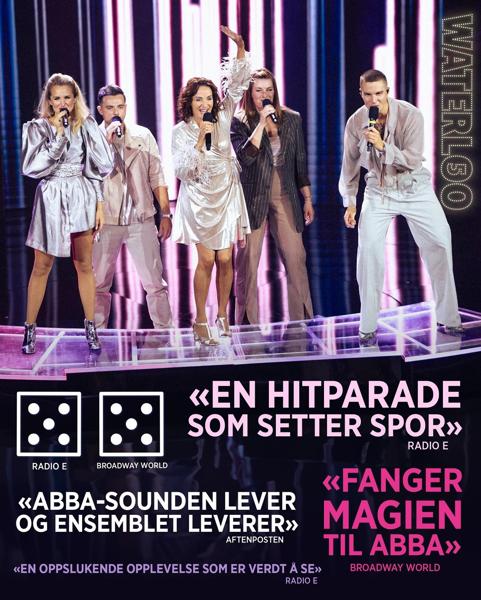 WATERLOO
«EN HITPARADE
SOM SETTER SPOR»
RADIO E
RADIO E
BROADWAY WORLD
«ABBA-SOUNDEN LEVER
OG ENSEMBLET LEVERER»
AFTENPOSTEN
«FANGER
MAGIEN
TIL ABBA»
BROADWAY WORLD
«EN OPPSLUKENDE OPPLEVELSE SOM ER VERDT Å SE»
RADIO E